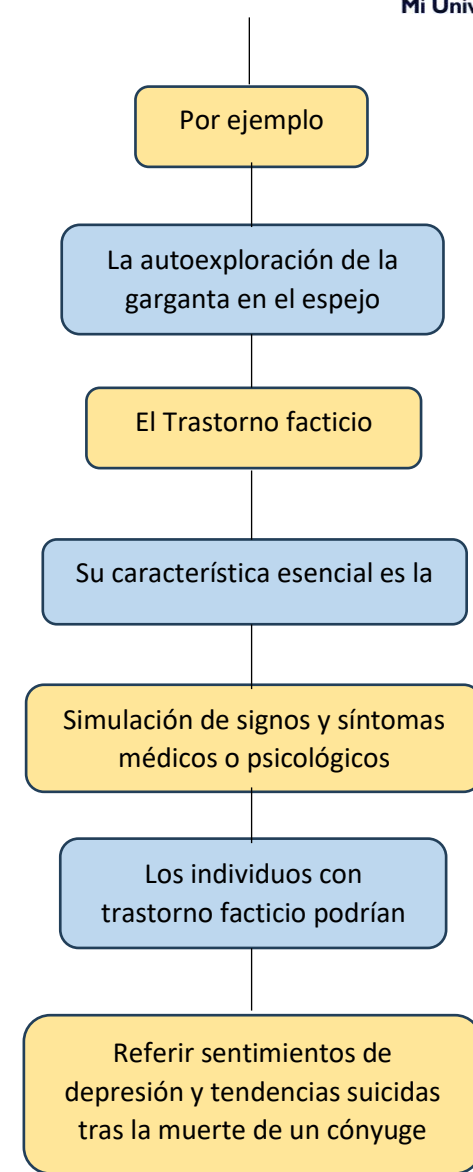 Mi Univ
Por ejemplo
La autoexploración de la
garganta en el espejo
El Trastorno facticio
Su característica esencial es la
Simulación de signos y síntomas
médicos o psicológicos
Los individuos con
trastorno facticio podrían
Referir sentimientos de
depresión y tendencias suicidas
tras la muerte de un cónyuge